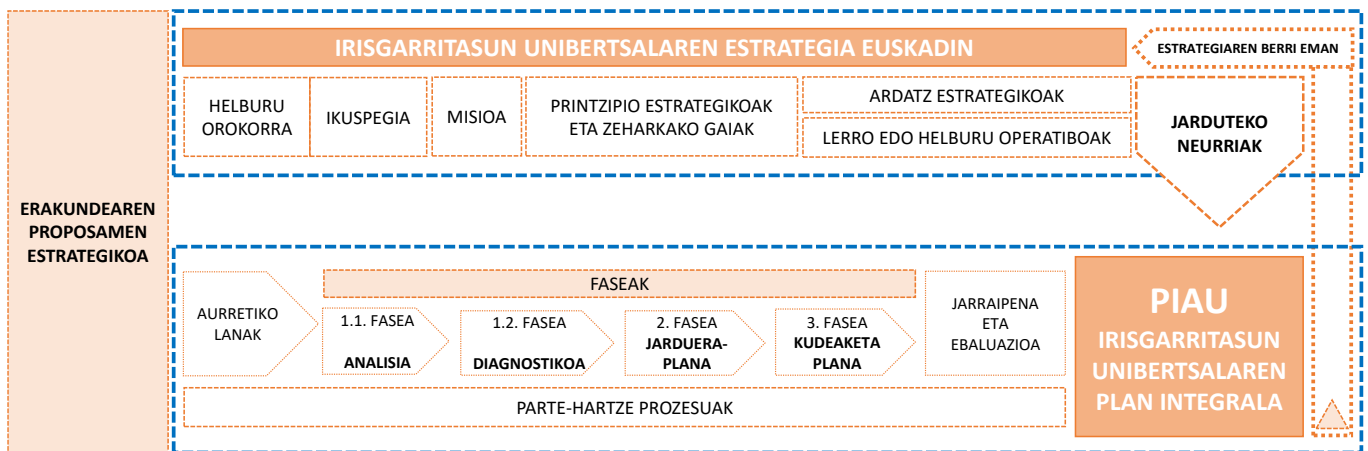 IRISGARRITASUN UNIBERTSALAREN ESTRATEGIA EUSKADIN
ESTRATEGIAREN BERRI EMAN
HELBURU
OROKORRA
IKUSPEGIA
MISIOA
PRINTZIPIO ESTRATEGIKOAK
ETA ZEHARKAKO GAIAK
ARDATZ ESTRATEGIKOAK
LERRO EDO HELBURU OPERATIBOAK
JARDUTEKO
NEURRIAK
ERAKUNDEAREN
PROPOSAMEN
ESTRATEGIKOA
AURRETIKO
LANAK
FASEAK
1.1. FASEA
ANALISIA
1.2. FASEA
DIAGNOSTIKOA
2. FASEA
JARDUERA-
PLANA
3. FASEA
KUDEAKETA
PLANA
JARRAIPENA
ETA
EBALUAZIOA
PARTE-HARTZE PROZESUAK
PIAU
IRISGARRITASUN
UNIBERTSALAREN
PLAN INTEGRALA